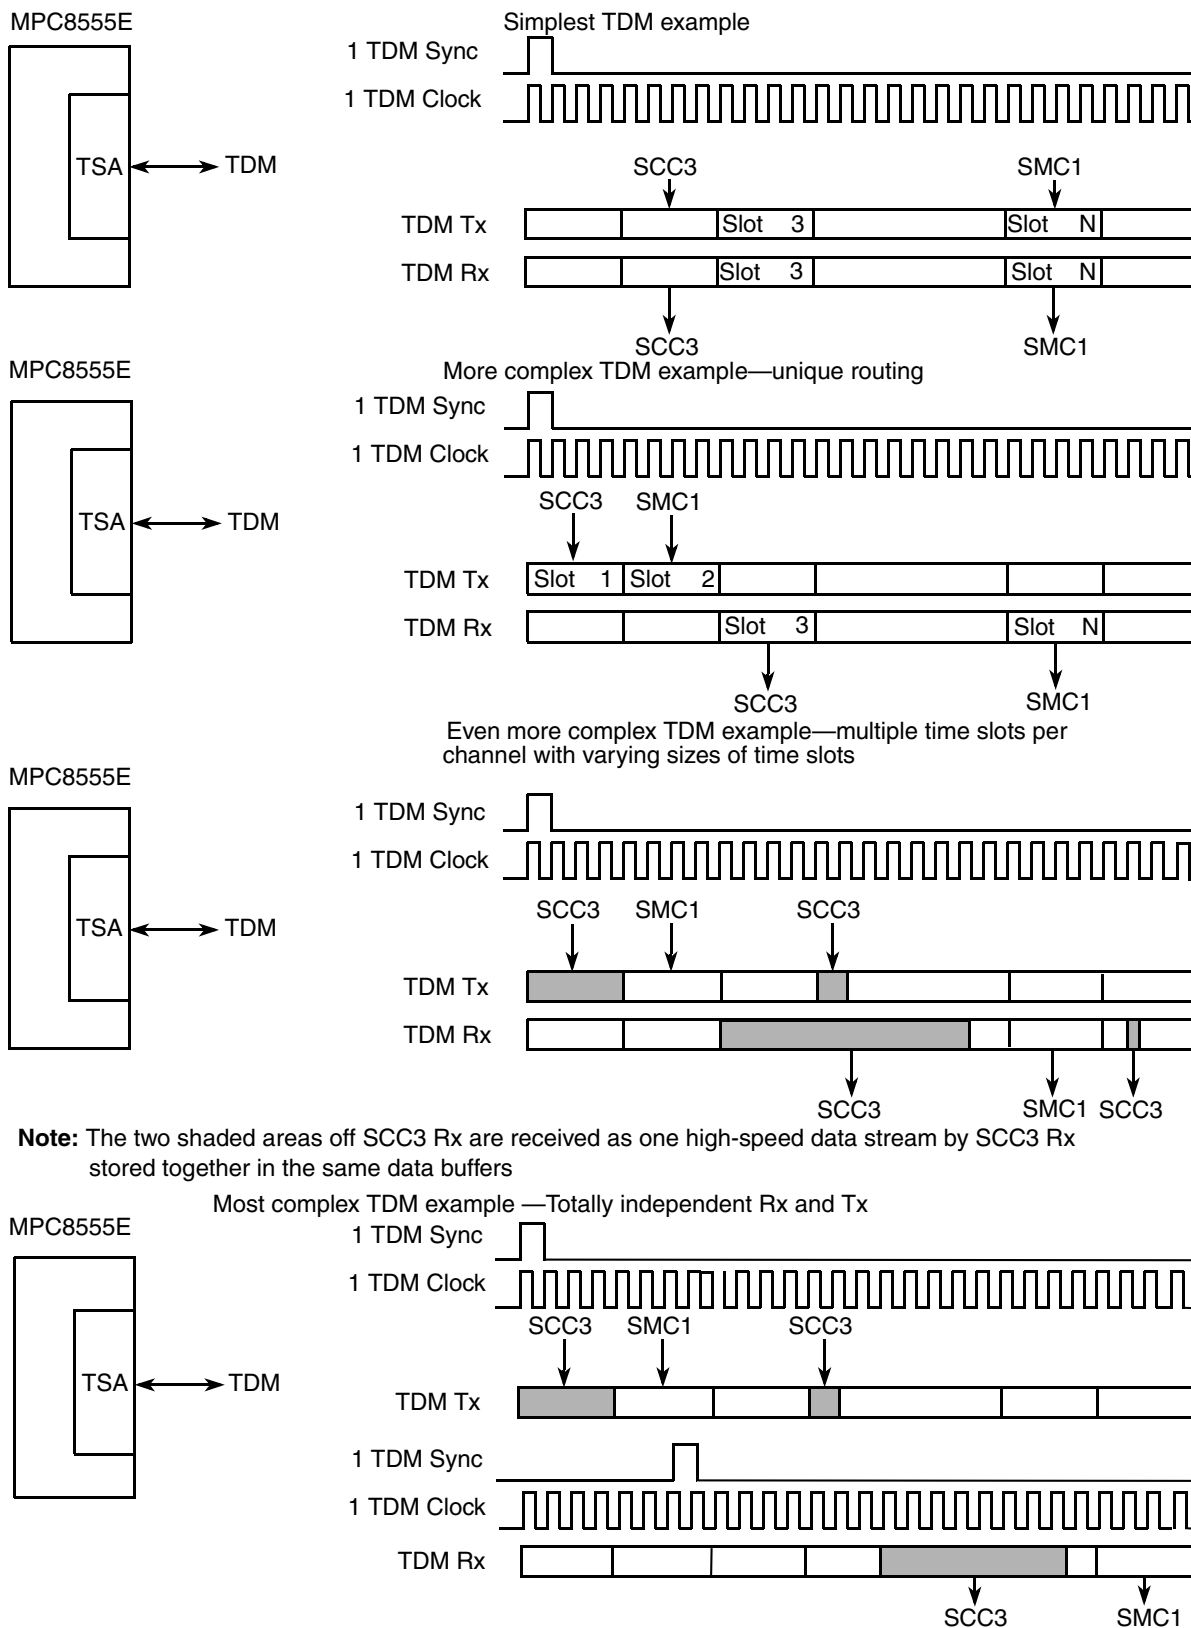 MPC8555E
Simplest TDM example
1 TDM Sync
1 TDM Clock
TSA
TDM
SCC3
SMC1
TDM Tx
Slot 3
Slot N
TDM Rx
Slot 3
Slot N
SCC3
SMC1
MPC8555E
More complex TDM example—unique routing
1 TDM Sync
1 TDM Clock
SCC3
SMC1
TSA
TDM
TDM Tx
Slot 1
Slot 2
TDM Rx
Slot 3
Slot N
SCC3
SMC1
Even more complex TDM example—multiple time slots per
channel with varying sizes of time slots
MPC8555E
1 TDM Sync
1 TDM Clock
SCC3
SMC1
SCC3
TSA
TDM
TDM Tx
TDM Rx
SCC3
SMC1
SCC3
Note: The two shaded areas off SCC3 Rx are received as one high-speed data stream by SCC3 Rx
stored together in the same data buffers
Most complex TDM example —Totally independent Rx and Tx
MPC8555E
1 TDM Sync
1 TDM Clock
SCC3
SMC1
SCC3
TSA
TDM
TDM Tx
1 TDM Sync
1 TDM Clock
TDM Rx
SCC3
SMC1